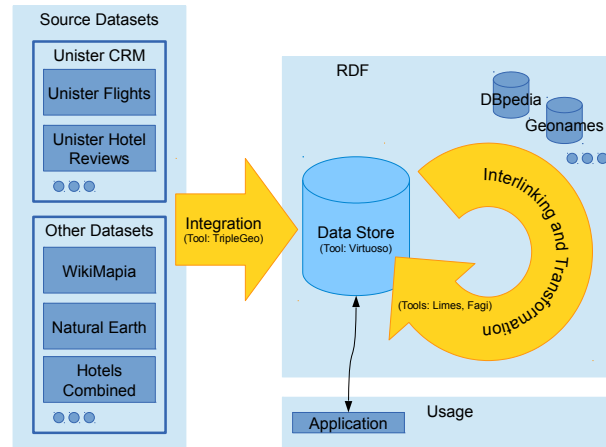 Source Datasets
Unister CRM
Unister Flights
Unister Hotel
Reviews
Other Datasets
WikiMapia
Natural Earth
Hotels
Combined
Integration
(Tool: TripleGeo)
RDF
DBpedia
Geonames
Data Store
(Tool: Virtuoso)
Interlinking and Transformation
(Tools: Limes, Fagi)
Usage
Application